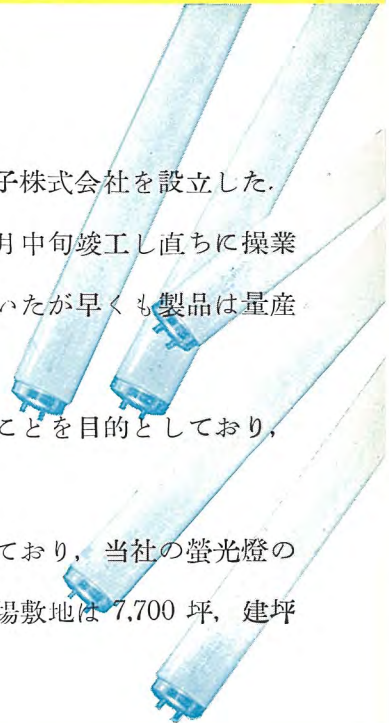 子株式会社を設立した.
月中旬竣工し直ちに操業
いたが早くも製品は量産
ことを目的としており,
ており, 当社の螢光燈の
場敷地は 7,700 坪, 建坪